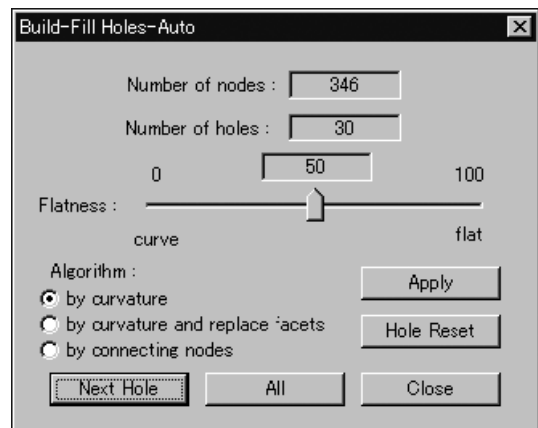 Build-Fill Holes-Auto
Number of nodes : 346
Number of holes : 30
0 50 100
Flatness :
curve flat
Algorithm :
by curvature
Apply
by curvature and replace facets
Hole Reset
by connecting nodes
Next Hole All Close